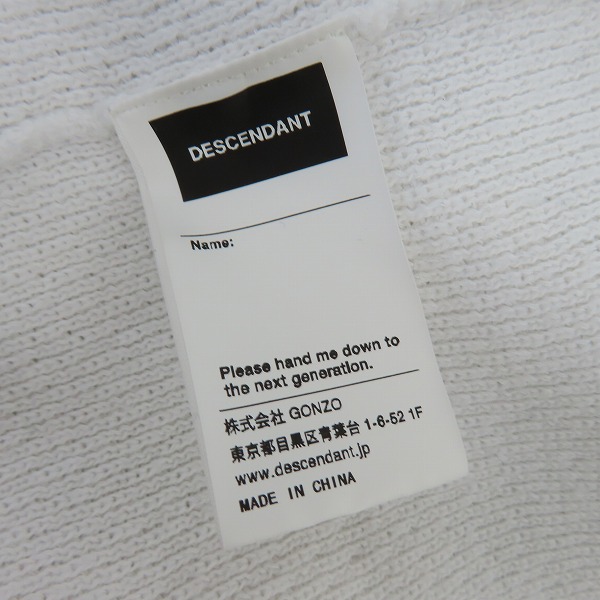 DESCENDANT
Name:
Please hand me down to
the next generation.
株式会社 GONZO
東京都目黒区青葉台 1-6-52 1F
www.descendant.jp
MADE IN CHINA